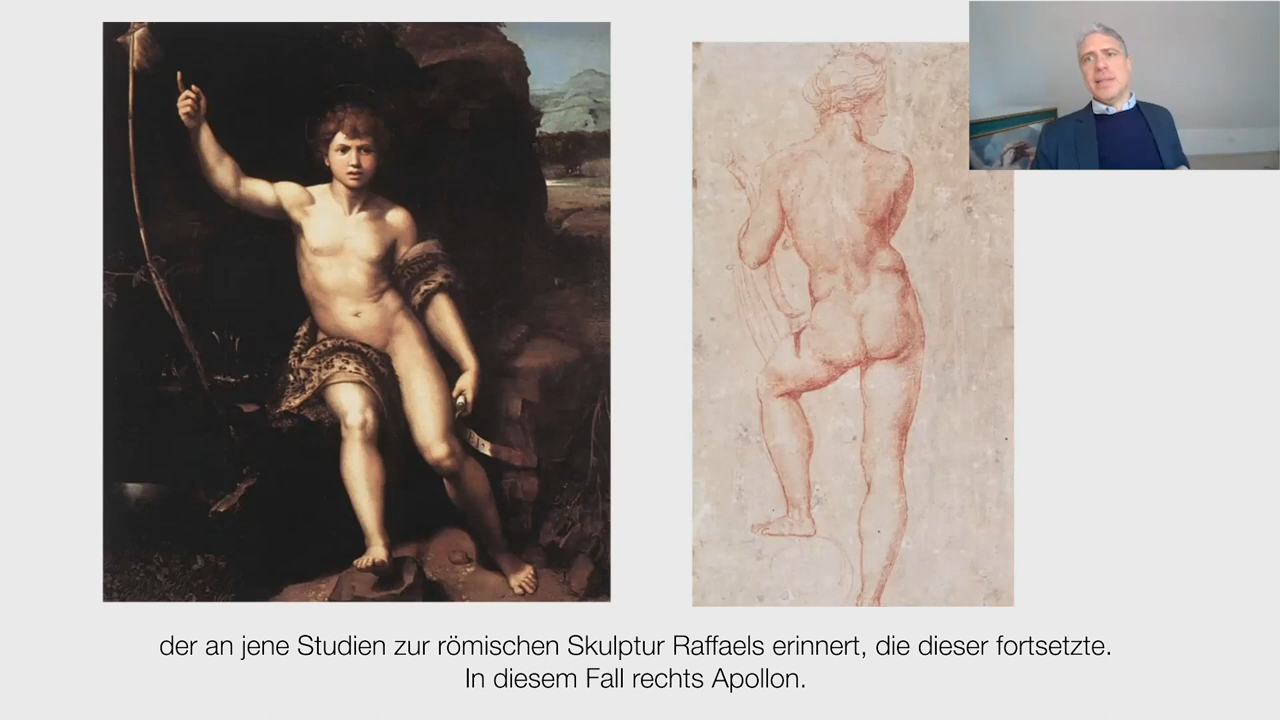 der an jene Studien zur römischen Skulptur Raffaels erinnert, die dieser fortsetzte.
In diesem Fall rechts Apollon.